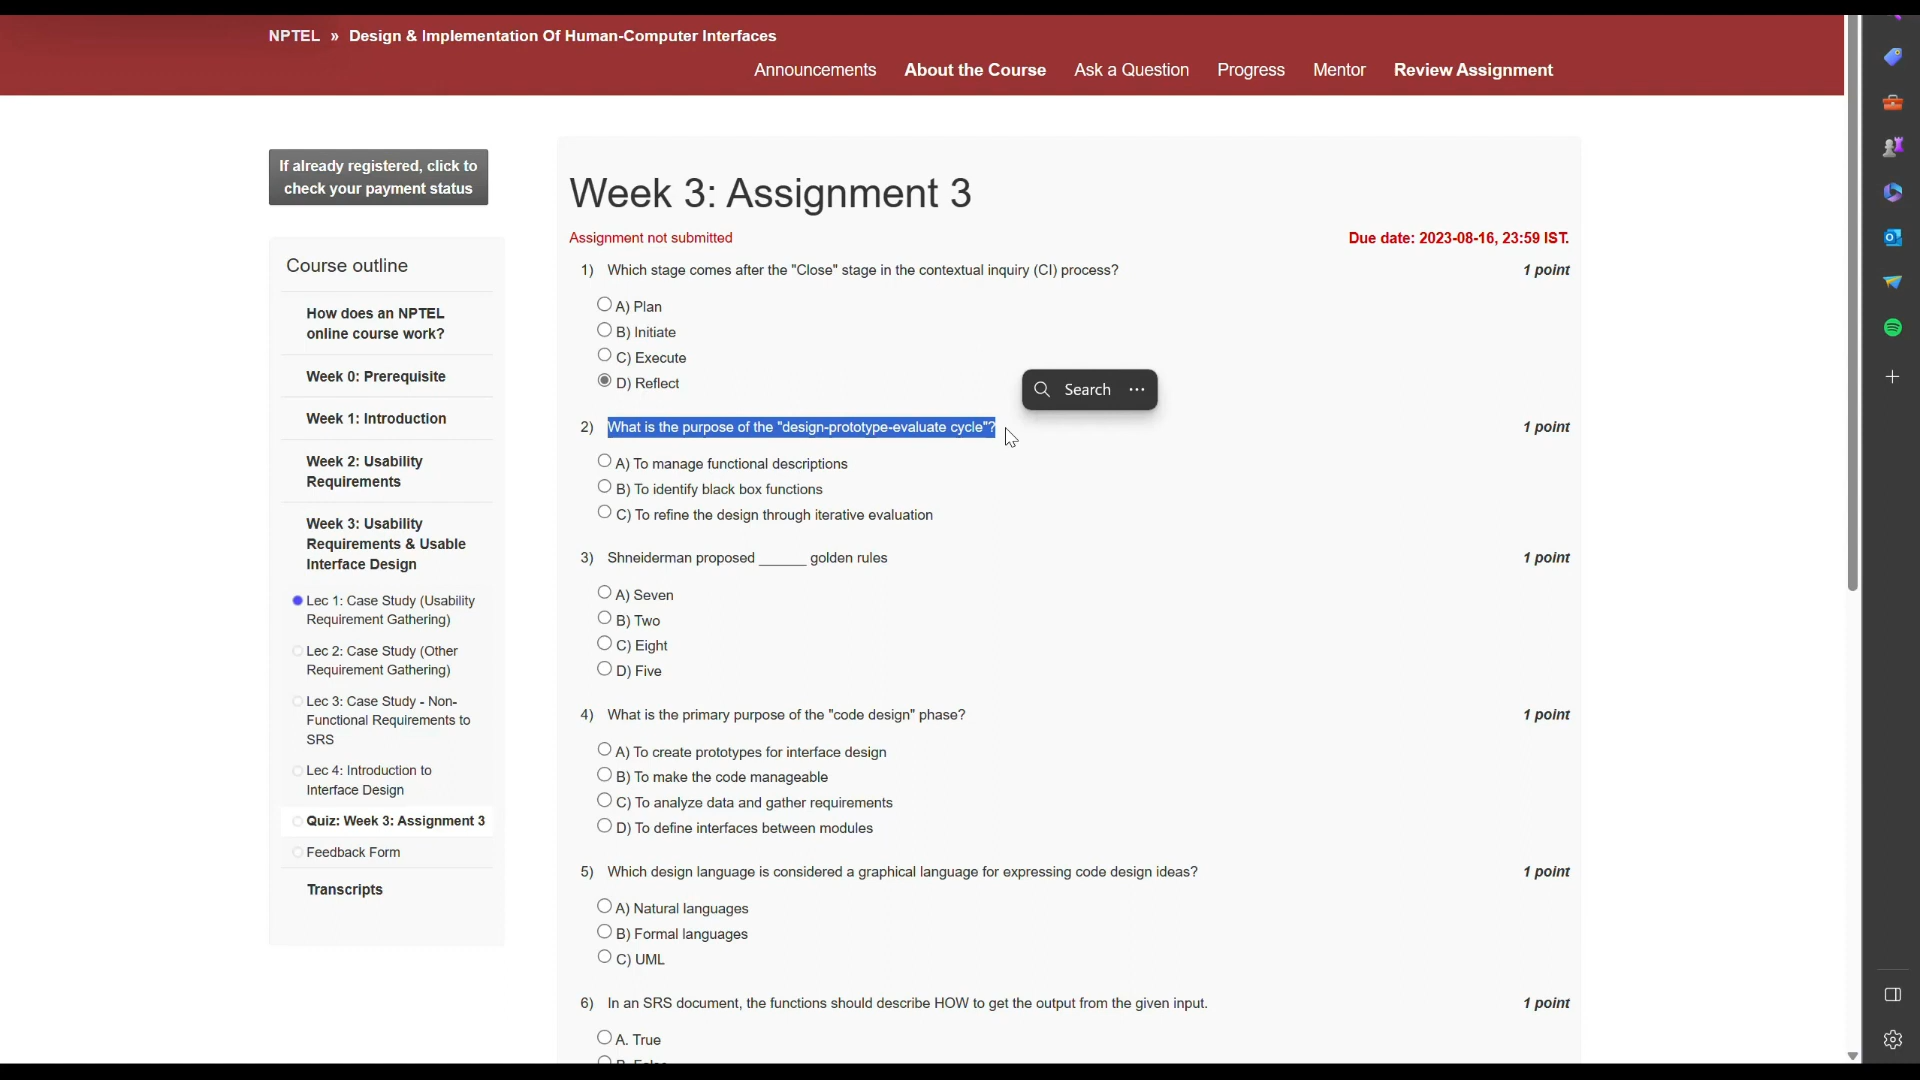 NPTEL » Design & Implementation Of Human-Computer Interfaces
Announcements About the Course Ask a Question Progress Mentor Review Assignment
If already registered, click to
check your payment status
Course outline
How does an NPTEL
online course work?
Week 0: Prerequisite
Week 1: Introduction
Week 2: Usability
Requirements
Week 3: Usability
Requirements & Usable
Interface Design
Lec 1: Case Study (Usability
Requirement Gathering)
Lec 2: Case Study (Other
Requirement Gathering)
Lec 3: Case Study - Non-
Functional Requirements to
SRS
Lec 4: Introduction to
Interface Design
Quiz: Week 3: Assignment 3
Feedback Form
Transcripts
Week 3: Assignment 3
Assignment not submitted Due date: 2023-08-16, 23:59 IST.
1) Which stage comes after the "Close" stage in the contextual inquiry (CI) process? 1 point
A) Plan
B) Initiate
C) Execute
D) Reflect
Search ···
2) What is the purpose of the "design-prototype-evaluate cycle"? 1 point
A) To manage functional descriptions
B) To identify black box functions
C) To refine the design through iterative evaluation
3) Shneiderman proposed ______ golden rules 1 point
A) Seven
B) Two
C) Eight
D) Five
4) What is the primary purpose of the "code design" phase? 1 point
A) To create prototypes for interface design
B) To make the code manageable
C) To analyze data and gather requirements
D) To define interfaces between modules
5) Which design language is considered a graphical language for expressing code design ideas? 1 point
A) Natural languages
B) Formal languages
C) UML
6) In an SRS document, the functions should describe HOW to get the output from the given input. 1 point
A. True